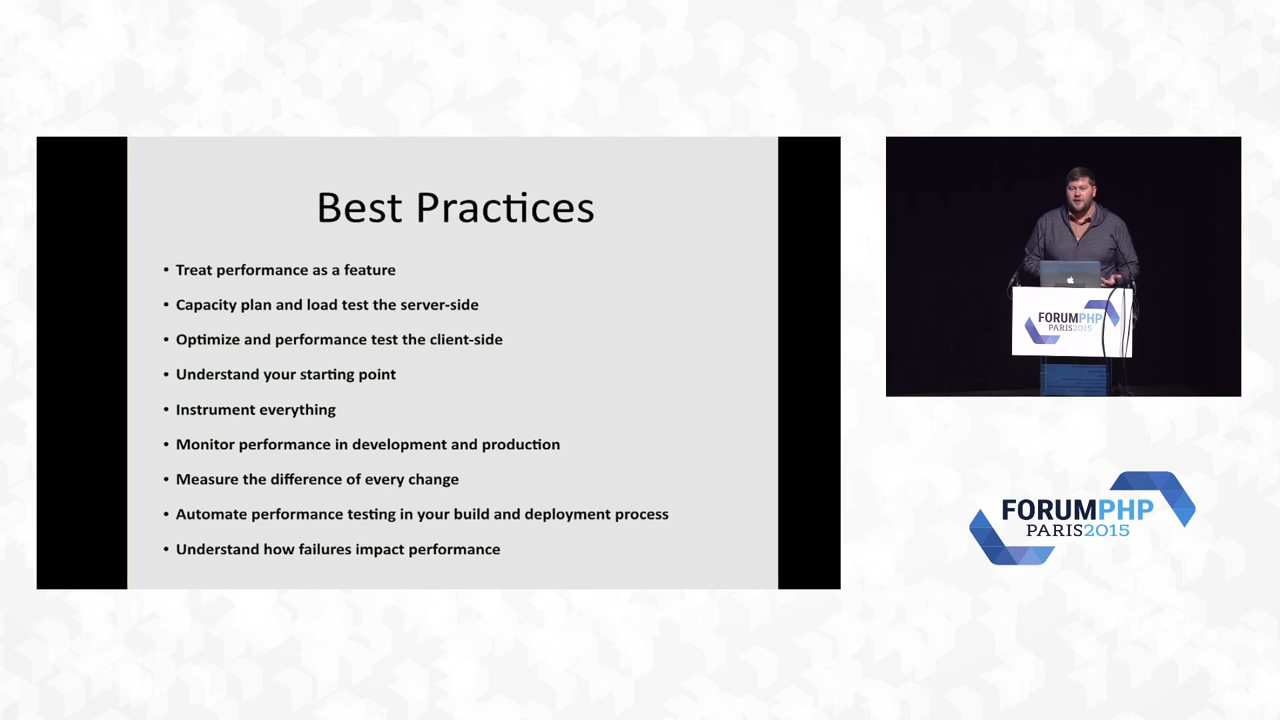 Best Practices
• Treat performance as a feature
• Capacity plan and load test the server-side
• Optimize and performance test the client-side
• Understand your starting point
• Instrument everything
• Monitor performance in development and production
• Measure the difference of every change
• Automate performance testing in your build and deployment process
• Understand how failures impact performance
FORUMPHP
PARIS2015
FORUMPHP
PARIS2015